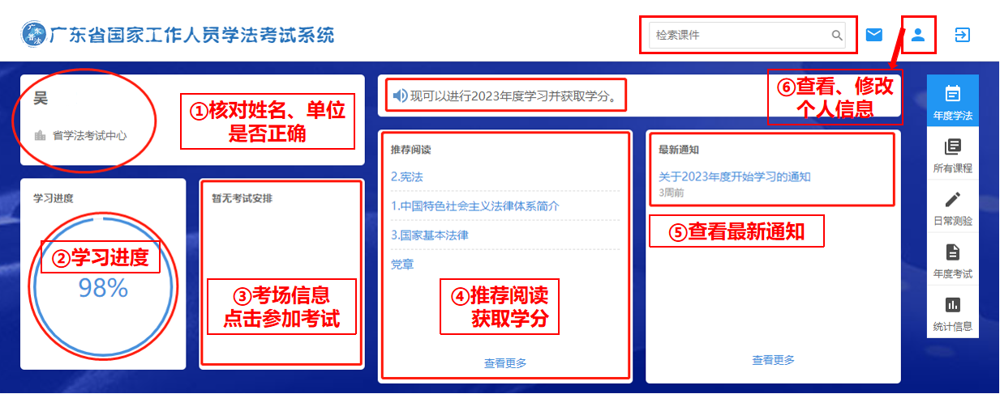 广东普法
广东省国家工作人员学法考试系统
检索课件
吴
省学法考试中心
①核对姓名、单位
是否正确
现可以进行2023年度学习并获取学分。
⑥查看、修改
个人信息
年度学法
所有课程
日常测验
年度考试
统计信息
学习进度
②学习进度
98%
暂无考试安排
③考场信息
点击参加考试
推荐阅读
2.宪法
1.中国特色社会主义法律体系简介
3.国家基本法律
党章
④推荐阅读
获取学分
查看更多
最新通知
关于2023年度开始学习的通知
3周前
⑤查看最新通知
查看更多